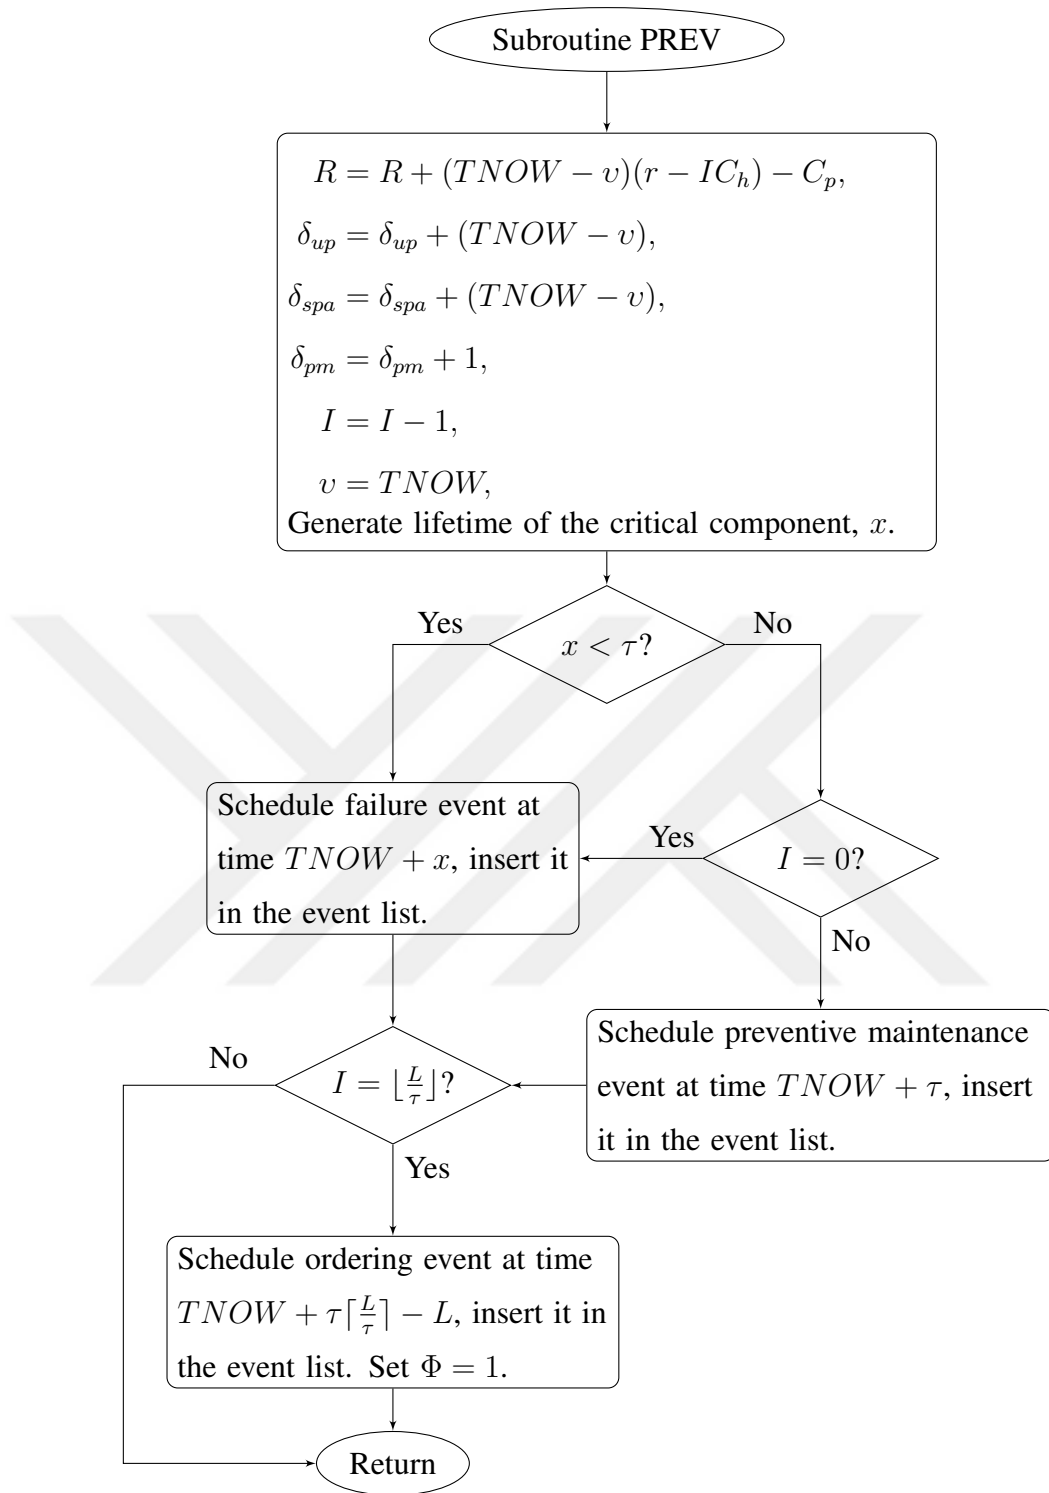 Subroutine PREV
R = R + (TNOW − υ)(r − IC_h) − C_p,
δ_up = δ_up + (TNOW − υ),
δ_spa = δ_spa + (TNOW − υ),
δ_pm = δ_pm + 1,
I = I − 1,
υ = TNOW,
Generate lifetime of the critical component, x.
Yes
x < τ?
No
Schedule failure event at
time TNOW + x, insert it
in the event list.
Yes
I = 0?
No
Schedule preventive maintenance
event at time TNOW + τ, insert
it in the event list.
No
I = ⌊L/τ⌋?
Yes
Schedule ordering event at time
TNOW + τ⌈L/τ⌉ − L, insert it in
the event list. Set Φ = 1.
Return